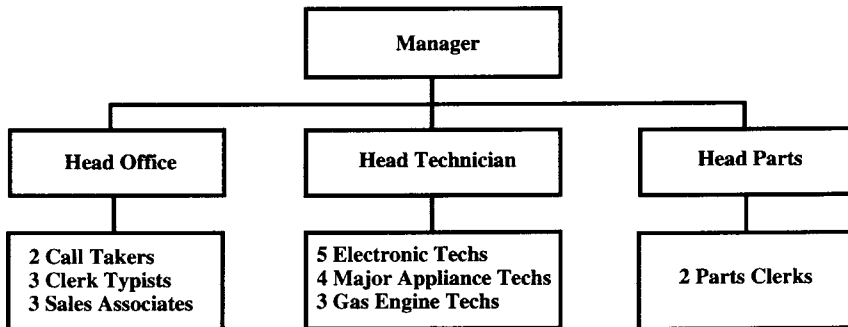 Manager
Head Office
Head Technician
Head Parts
2 Call Takers
3 Clerk Typists
3 Sales Associates
5 Electronic Techs
4 Major Appliance Techs
3 Gas Engine Techs
2 Parts Clerks